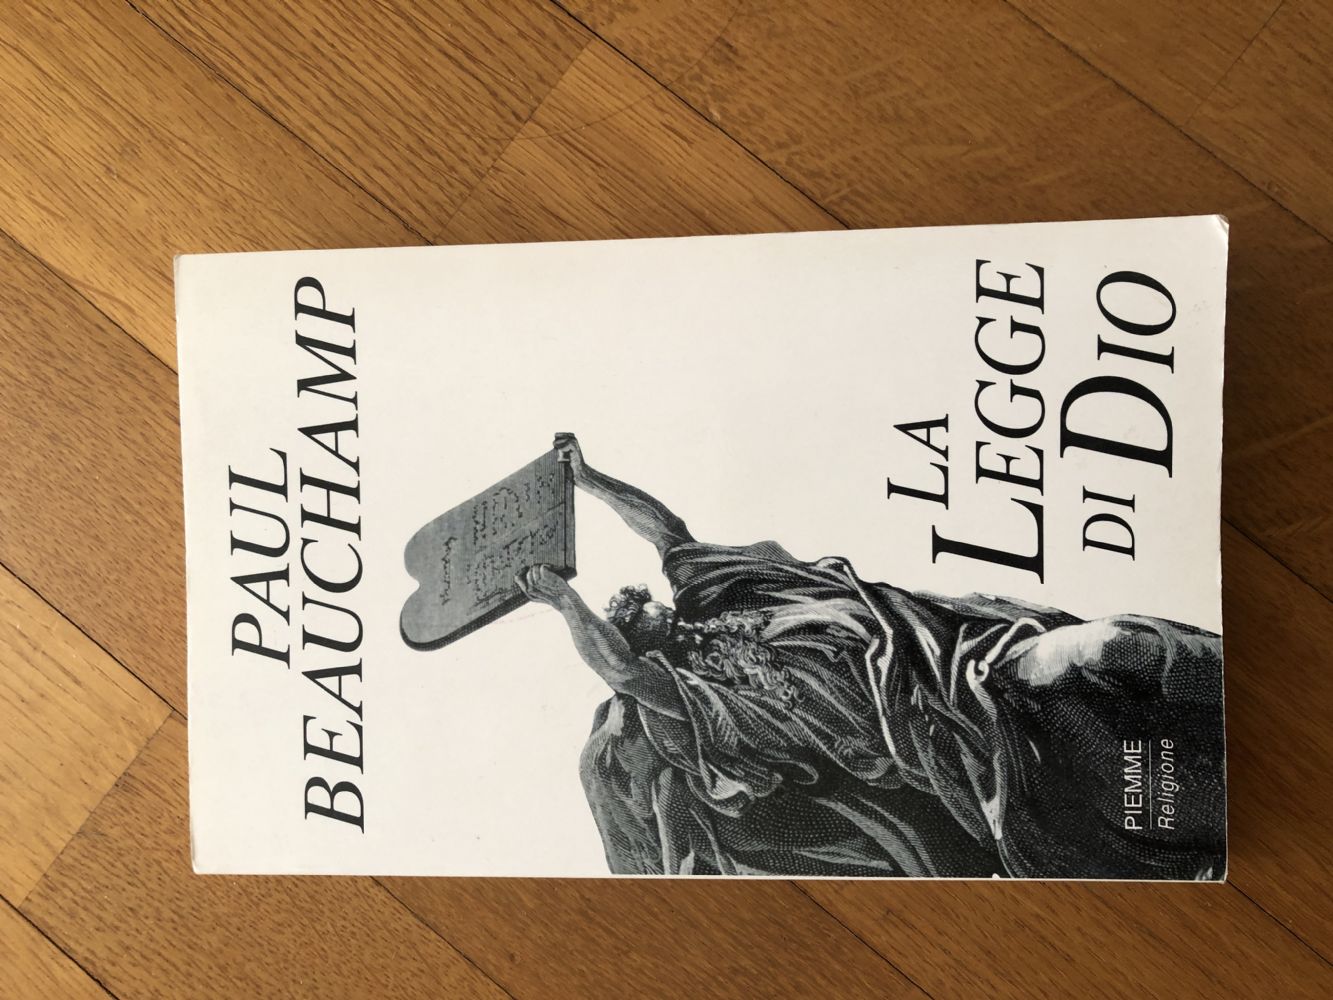 PAUL
BEAUCHAMP
LA
LEGGE
DI DIO
PIEMME
Religione